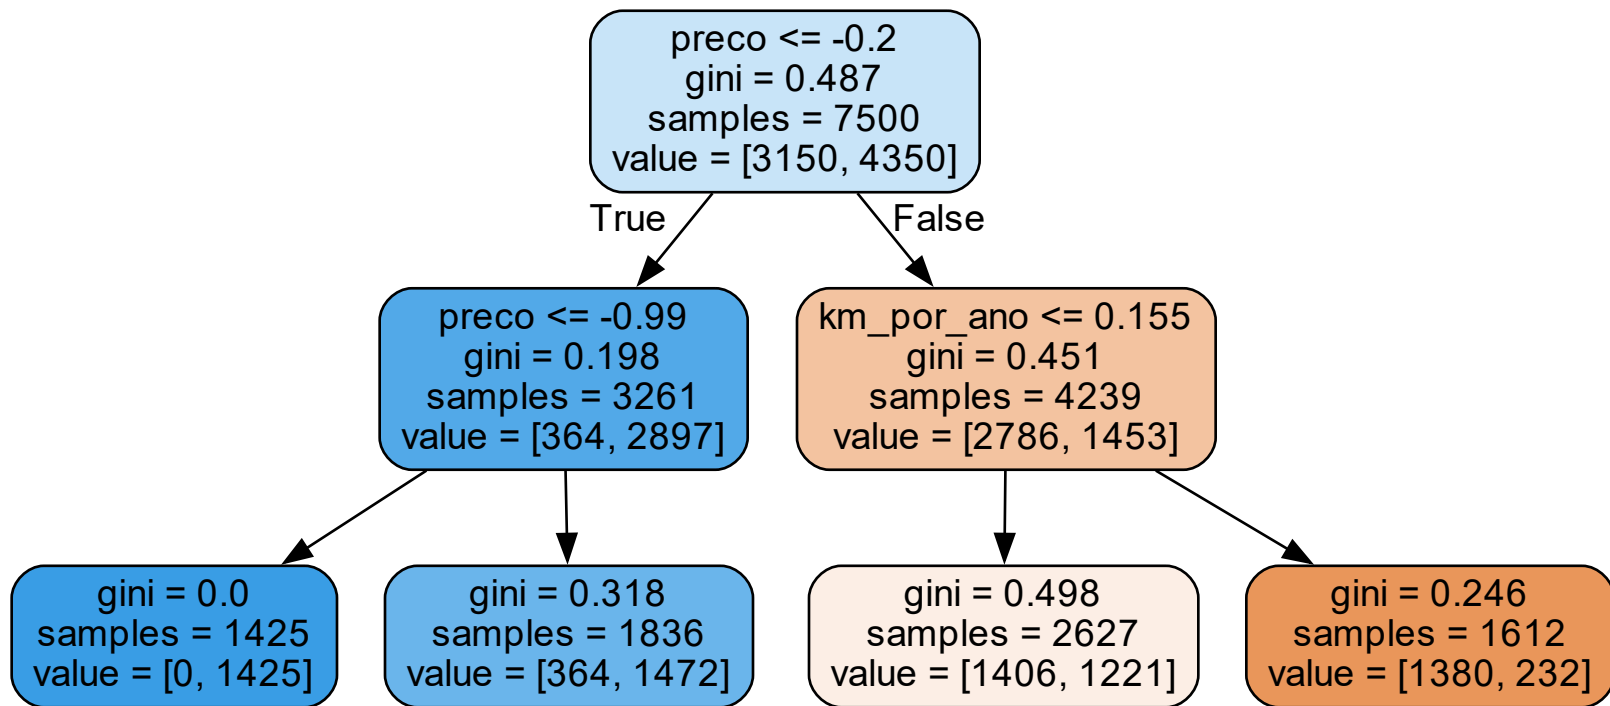 preco <= -0.2
gini = 0.487
samples = 7500
value = [3150, 4350]
True
False
preco <= -0.99
gini = 0.198
samples = 3261
value = [364, 2897]
km_por_ano <= 0.155
gini = 0.451
samples = 4239
value = [2786, 1453]
gini = 0.0
samples = 1425
value = [0, 1425]
gini = 0.318
samples = 1836
value = [364, 1472]
gini = 0.498
samples = 2627
value = [1406, 1221]
gini = 0.246
samples = 1612
value = [1380, 232]